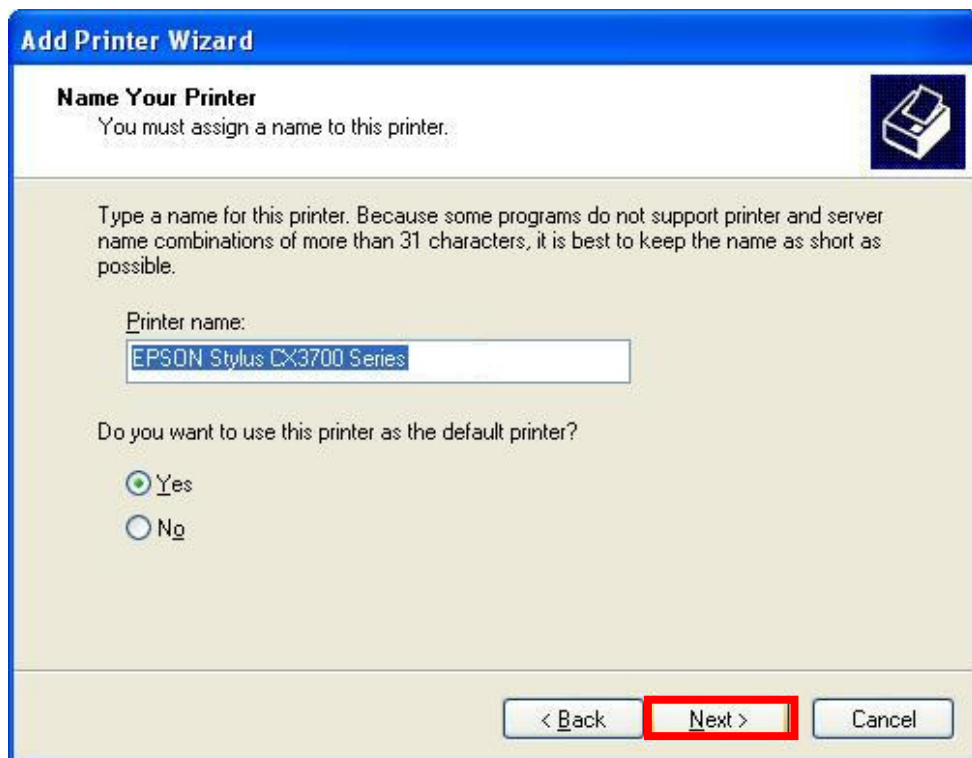 Add Printer Wizard
Name Your Printer
You must assign a name to this printer.
Type a name for this printer. Because some programs do not support printer and server
name combinations of more than 31 characters, it is best to keep the name as short as
possible.
Printer name:
EPSON Stylus CX3700 Series
Do you want to use this printer as the default printer?
Yes
No
< Back Next > Cancel